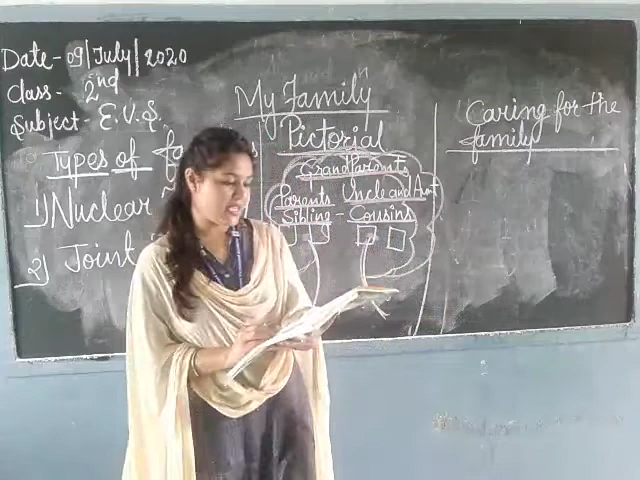 Date - 09/July/2020
Class - 2nd
Subject - E.V.S.
My Family
Types of
1) Nuclear
2) Joint
Pictorial
GrandParents
Parents Uncle and Aunt
Sibling - Cousins
Caring for the
family